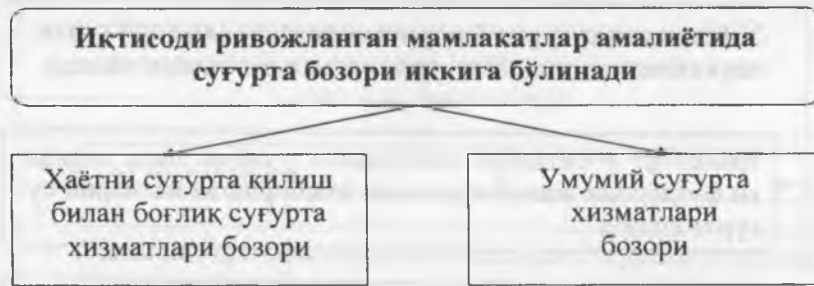 Иқтисоди ривожланган мамлакатлар амалиётида
суғурта бозори иккига бўлинади
Ҳаётни суғурта қилиш
билан боғлиқ суғурта
хизматлари бозори
Умумий суғурта
хизматлари
бозори